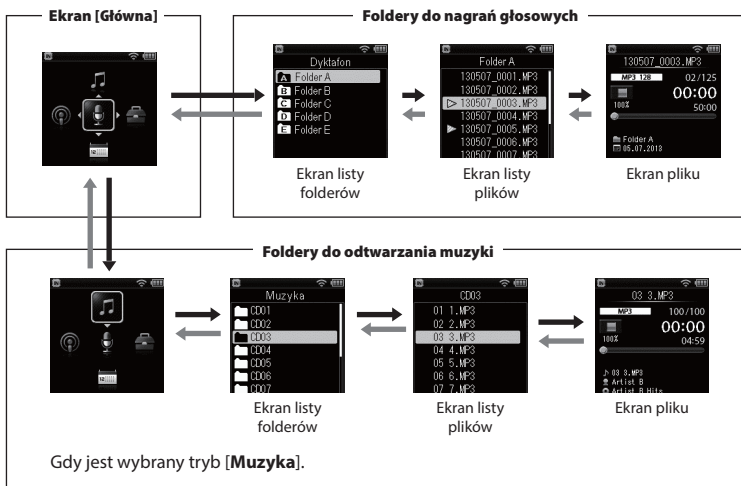 Ekran [Główna]
Foldery do nagrań głosowych
Dyktafon
A Folder A
B Folder B
C Folder C
D Folder D
E Folder E
Ekran listy
folderów
Folder A
130507_0001.MP3
130507_0002.MP3
130507_0003.MP3
130507_0004.MP3
130507_0005.MP3
130507_0006.MP3
130507_0007.MP3
Ekran listy
plików
130507_0003.MP3
MP3 128 02/125
00:00
100% 50:00
Folder A
05.07.2013
Ekran pliku
Foldery do odtwarzania muzyki
Muzyka
CD01
CD02
CD03
CD04
CD05
CD06
CD07
Ekran listy
folderów
CD03
01 1.MP3
02 2.MP3
03 3.MP3
04 4.MP3
05 5.MP3
06 6.MP3
07 7.MP3
Ekran listy
plików
03 3.MP3
MP3 100/100
00:00
100% 04:59
03 3.MP3
Artist B
Artist B Hits
Ekran pliku
Gdy jest wybrany tryb [Muzyka].